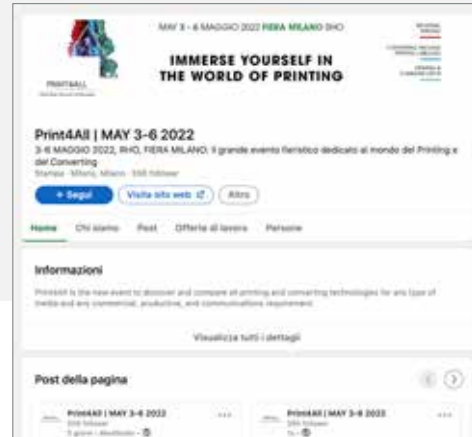 MAY 3 - 6 MAGGIO 2022 FIERA MILANO RHO
IMMERSE YOURSELF IN
THE WORLD OF PRINTING
PRINT4ALL
Print4All | MAY 3-6 2022
3-6 MAGGIO 2022, RHO, FIERA MILANO: Il grande evento fieristico dedicato al mondo del Printing e
del Converting
Stampa · Milano, Milano · 598 follower
+ Segui
Visita sito web
Altro
Home Chi siamo Post Offerte di lavoro Persone
Informazioni
Print4All is the new event to discover and compare all printing and converting technologies for any type of
media and any commercial, productive, and communications requirement.
Visualizza tutti i dettagli
Post della pagina
Print4All | MAY 3-6 2022
follower
Print4All | MAY 3-6 2022
follower